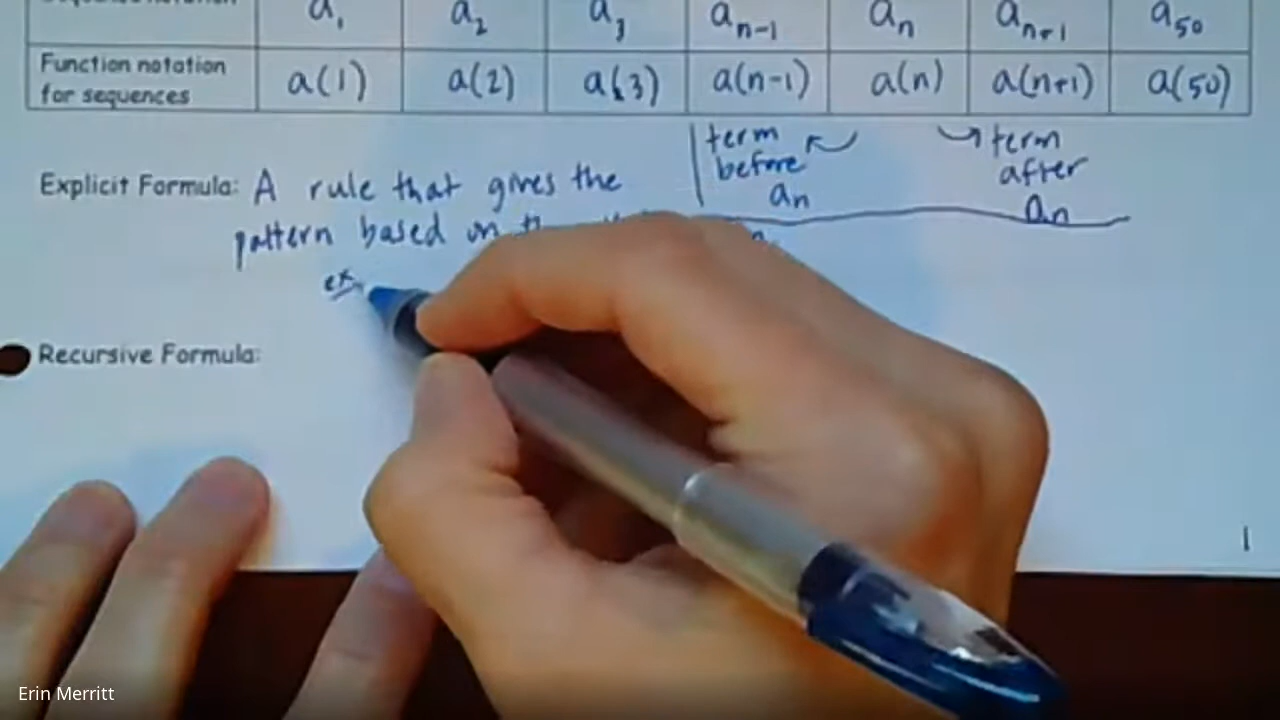 a₁ a₂ a₃ aₙ₋₁ aₙ aₙ₊₁ a₅₀
Function notation
for sequences
a(1) a(2) a(3) a(n-1) a(n) a(n+1) a(50)
term
before
aₙ
term
after
aₙ
Explicit Formula: A rule that gives the
pattern based on
ex.
Recursive Formula:
1
Erin Merritt